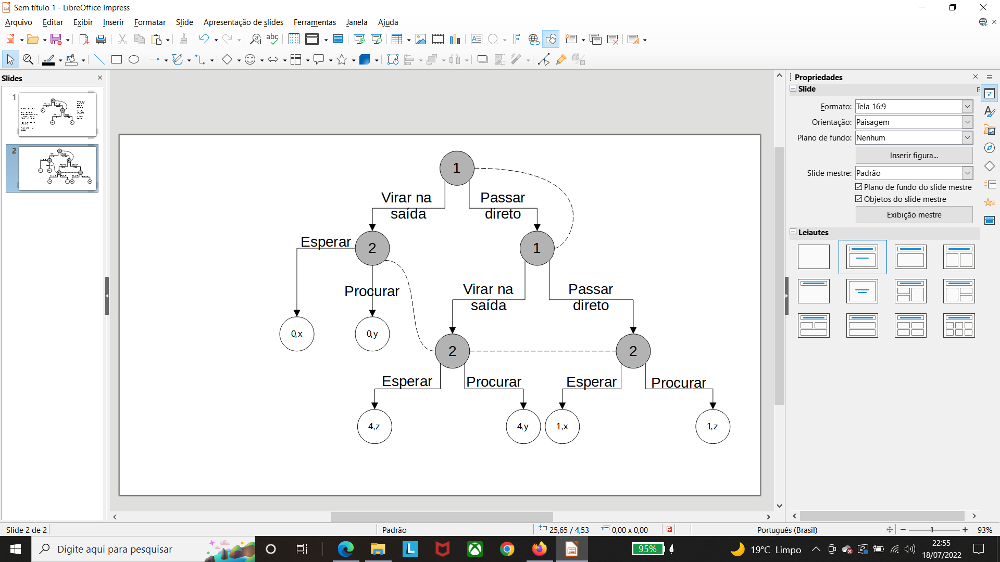 Sem título 1 - LibreOffice Impress
Arquivo Editar Exibir Inserir Formatar Slide Apresentação de slides Ferramentas Janela Ajuda
Slides
1
2
1
Virar na
saída
Passar
direto
Esperar
2
1
Procurar
Virar na
saída
Passar
direto
0,x
0,y
2
2
Esperar
Procurar
Esperar
Procurar
4,z
4,y
1,x
1,z
Propriedades
Slide
Formato: Tela 16:9
Orientação: Paisagem
Plano de fundo: Nenhum
Inserir figura...
Slide mestre: Padrão
Plano de fundo do slide mestre
Objetos do slide mestre
Exibição mestre
Leiautes
Slide 2 de 2
Padrão
25,65 / 4,53
0,00 x 0,00
Português (Brasil)
93%
Digite aqui para pesquisar
95%
19°C Limpo
22:55
18/07/2022